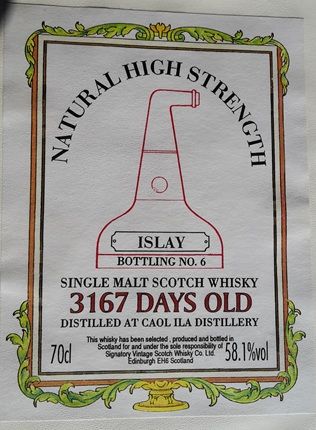 NATURAL HIGH STRENGTH
ISLAY
BOTTLING NO. 6
SINGLE MALT SCOTCH WHISKY
3167 DAYS OLD
DISTILLED AT CAOL ILA DISTILLERY
70cl
This whisky has been selected , produced and bottled in
Scotland for and under the sole responsibility of
Signatory Vintage Scotch Whisky Co. Ltd.
Edinburgh EH6 Scotland
58.1%vol